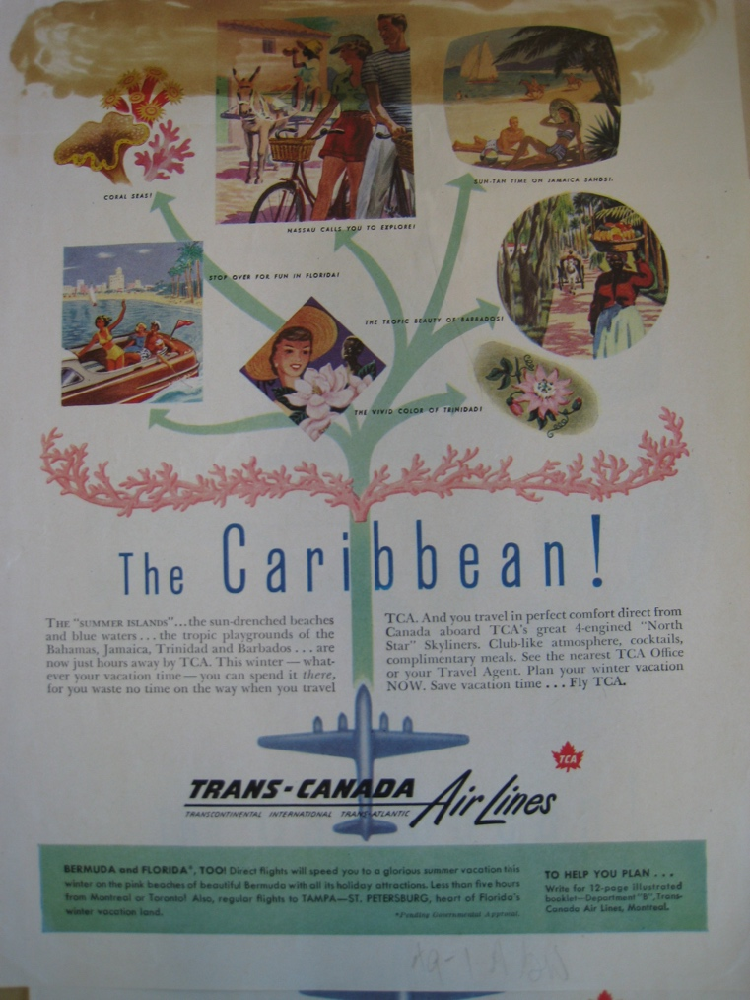 CORAL SEAS!
NASSAU CALLS YOU TO EXPLORE!
SUN-TAN TIME ON JAMAICA SANDS!
STOP OVER FOR FUN IN FLORIDA!
THE TROPIC BEAUTY OF BARBADOS!
THE VIVID COLOR OF TRINIDAD!
The Caribbean!
THE "SUMMER ISLANDS"...the sun-drenched beaches
and blue waters...the tropic playgrounds of the
Bahamas, Jamaica, Trinidad and Barbados...are
now just hours away by TCA. This winter—what-
ever your vacation time—you can spend it there,
for you waste no time on the way when you travel
TCA. And you travel in perfect comfort direct from
Canada aboard TCA's great 4-engined "North
Star" Skyliners. Club-like atmosphere, cocktails,
complimentary meals. See the nearest TCA Office
or your Travel Agent. Plan your winter vacation
NOW. Save vacation time...Fly TCA.
TCA
TRANS-CANADA Air Lines
TRANSCONTINENTAL INTERNATIONAL TRANS-ATLANTIC
BERMUDA and FLORIDA*, TOO! Direct flights will speed you to a glorious summer vacation this
winter on the pink beaches of beautiful Bermuda with all its holiday attractions. Less than five hours
from Montreal or Toronto! Also, regular flights to TAMPA—ST. PETERSBURG, heart of Florida's
winter vacation land.
*Pending Governmental Approval.
TO HELP YOU PLAN...
Write for 12-page illustrated
booklet—Department "B", Trans-
Canada Air Lines, Montreal.